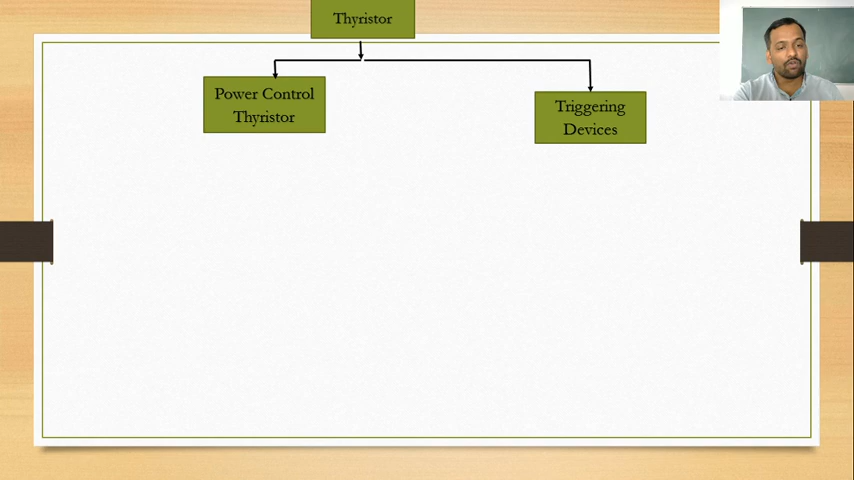 Thyristor
Power Control
Thyristor
Triggering
Devices